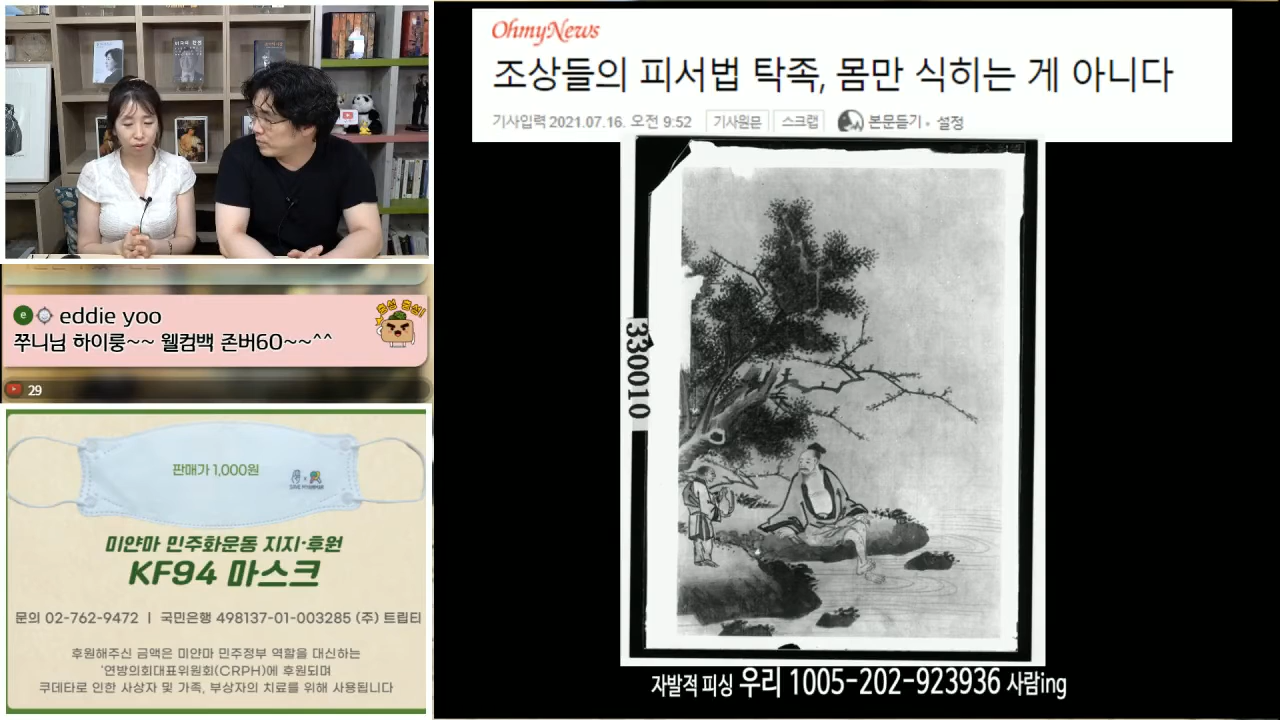 OhmyNews
조상들의 피서법 탁족, 몸만 식히는 게 아니다
기사입력 2021.07.16. 오전 9:52 기사원문 스크랩 본문듣기 · 설정
330010
e eddie yoo
쭈니님 하이룽~~ 웰컴백 존버60~~^^
29
판매가 1,000원
미얀마 민주화운동 지지·후원
KF94 마스크
문의 02-762-9472 | 국민은행 498137-01-003285 (주) 트립티
후원해주신 금액은 미얀마 민주정부 역할을 대신하는
'연방의회대표위원회(CRPH)에 후원되며
쿠데타로 인한 사상자 및 가족, 부상자의 치료를 위해 사용됩니다
자발적 피싱 우리 1005-202-923936 사람ing